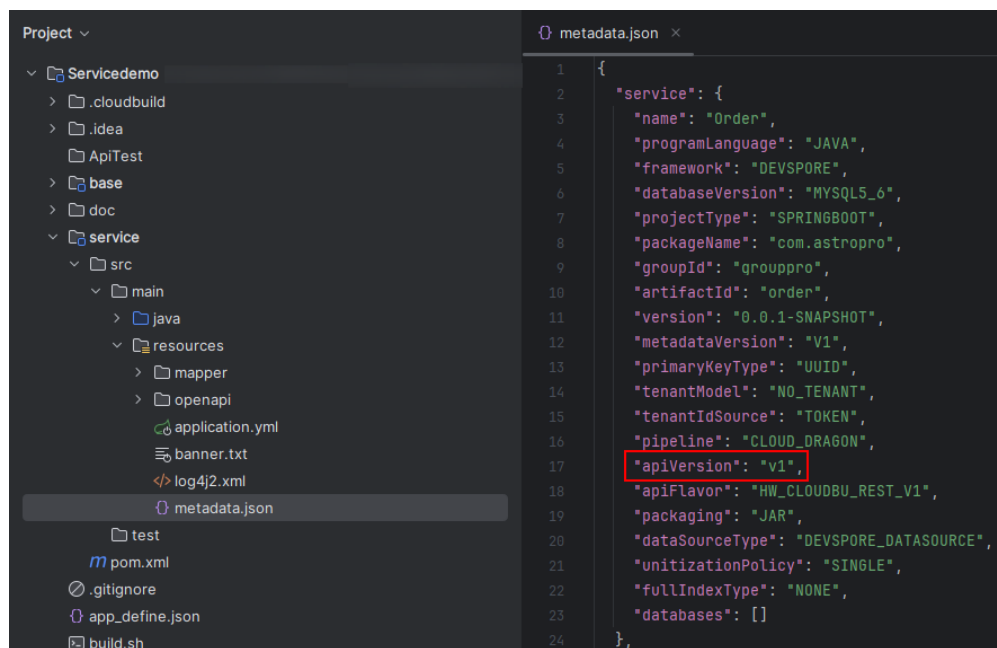 Project
Servicedemo
.cloudbuild
.idea
ApiTest
base
doc
service
src
main
java
resources
mapper
openapi
application.yml
banner.txt
log4j2.xml
metadata.json
test
pom.xml
.gitignore
app_define.json
build.sh
metadata.json
1 {
2 "service": {
3 "name": "Order",
4 "programLanguage": "JAVA",
5 "framework": "DEVSPORE",
6 "databaseVersion": "MYSQL5_6",
7 "projectType": "SPRINGBOOT",
8 "packageName": "com.astropro",
9 "groupId": "grouppro",
10 "artifactId": "order",
11 "version": "0.0.1-SNAPSHOT",
12 "metadataVersion": "V1",
13 "primaryKeyType": "UUID",
14 "tenantModel": "NO_TENANT",
15 "tenantIdSource": "TOKEN",
16 "pipeline": "CLOUD_DRAGON",
17 "apiVersion": "v1",
18 "apiFlavor": "HW_CLOUDBU_REST_V1",
19 "packaging": "JAR",
20 "dataSourceType": "DEVSPORE_DATASOURCE",
21 "unitizationPolicy": "SINGLE",
22 "fullIndexType": "NONE",
23 "databases": []
24 },